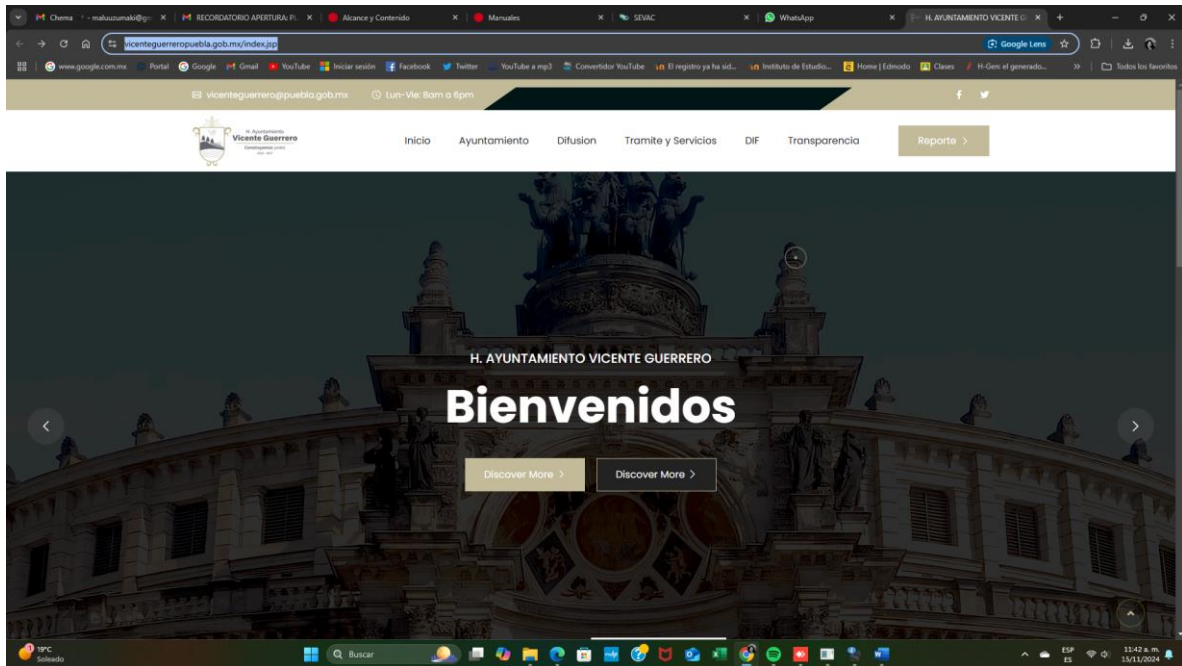 Chema
- maluuzumaki@g
RECORDATORIO APERTURA: PL
Alcance y Contenido
Manuales
SEVAC
WhatsApp
H. AYUNTAMIENTO VICENTE G
vicenteguerreropuebla.gob.mx/index.jsp
Google Lens
www.google.com.mx
Portal
Google
Gmail
YouTube
Iniciar sesión
Facebook
Twitter
YouTube a mp3
Convertidor YouTube
El registro ya ha sid...
Instituto de Estudio...
Home | Edmodo
Clases
H-Gen: el generado...
Todos los favoritos
vicenteguerrero@puebla.gob.mx
Lun-Vie: 8am a 6pm
H. Ayuntamiento
Vicente Guerrero
Inicio
Ayuntamiento
Difusion
Tramite y Servicios
DIF
Transparencia
Reporte >
H. AYUNTAMIENTO VICENTE GUERRERO
Bienvenidos
Discover More >
Discover More >
19°C
Soleado
Buscar
ESP
ES
11:42 a. m.
15/11/2024